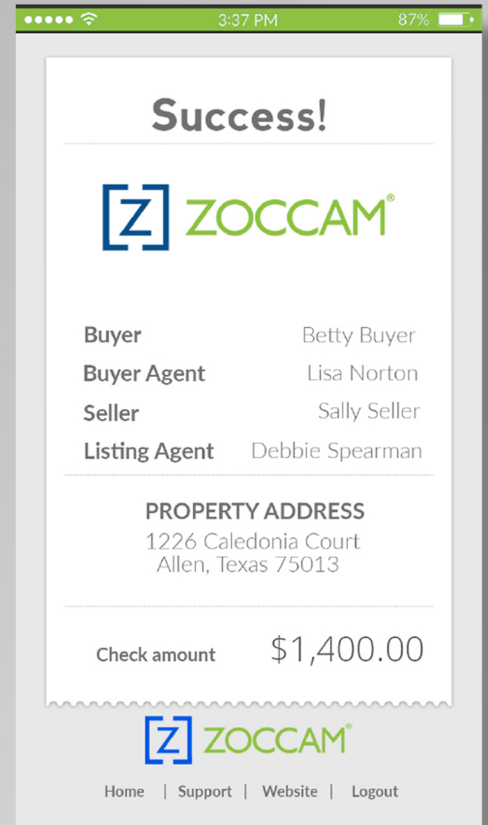 3:37 PM 87%
Success!
[Z] ZOCCAM®
Buyer Betty Buyer
Buyer Agent Lisa Norton
Seller Sally Seller
Listing Agent Debbie Spearman
PROPERTY ADDRESS
1226 Caledonia Court
Allen, Texas 75013
Check amount $1,400.00
[Z] ZOCCAM®
Home | Support | Website | Logout